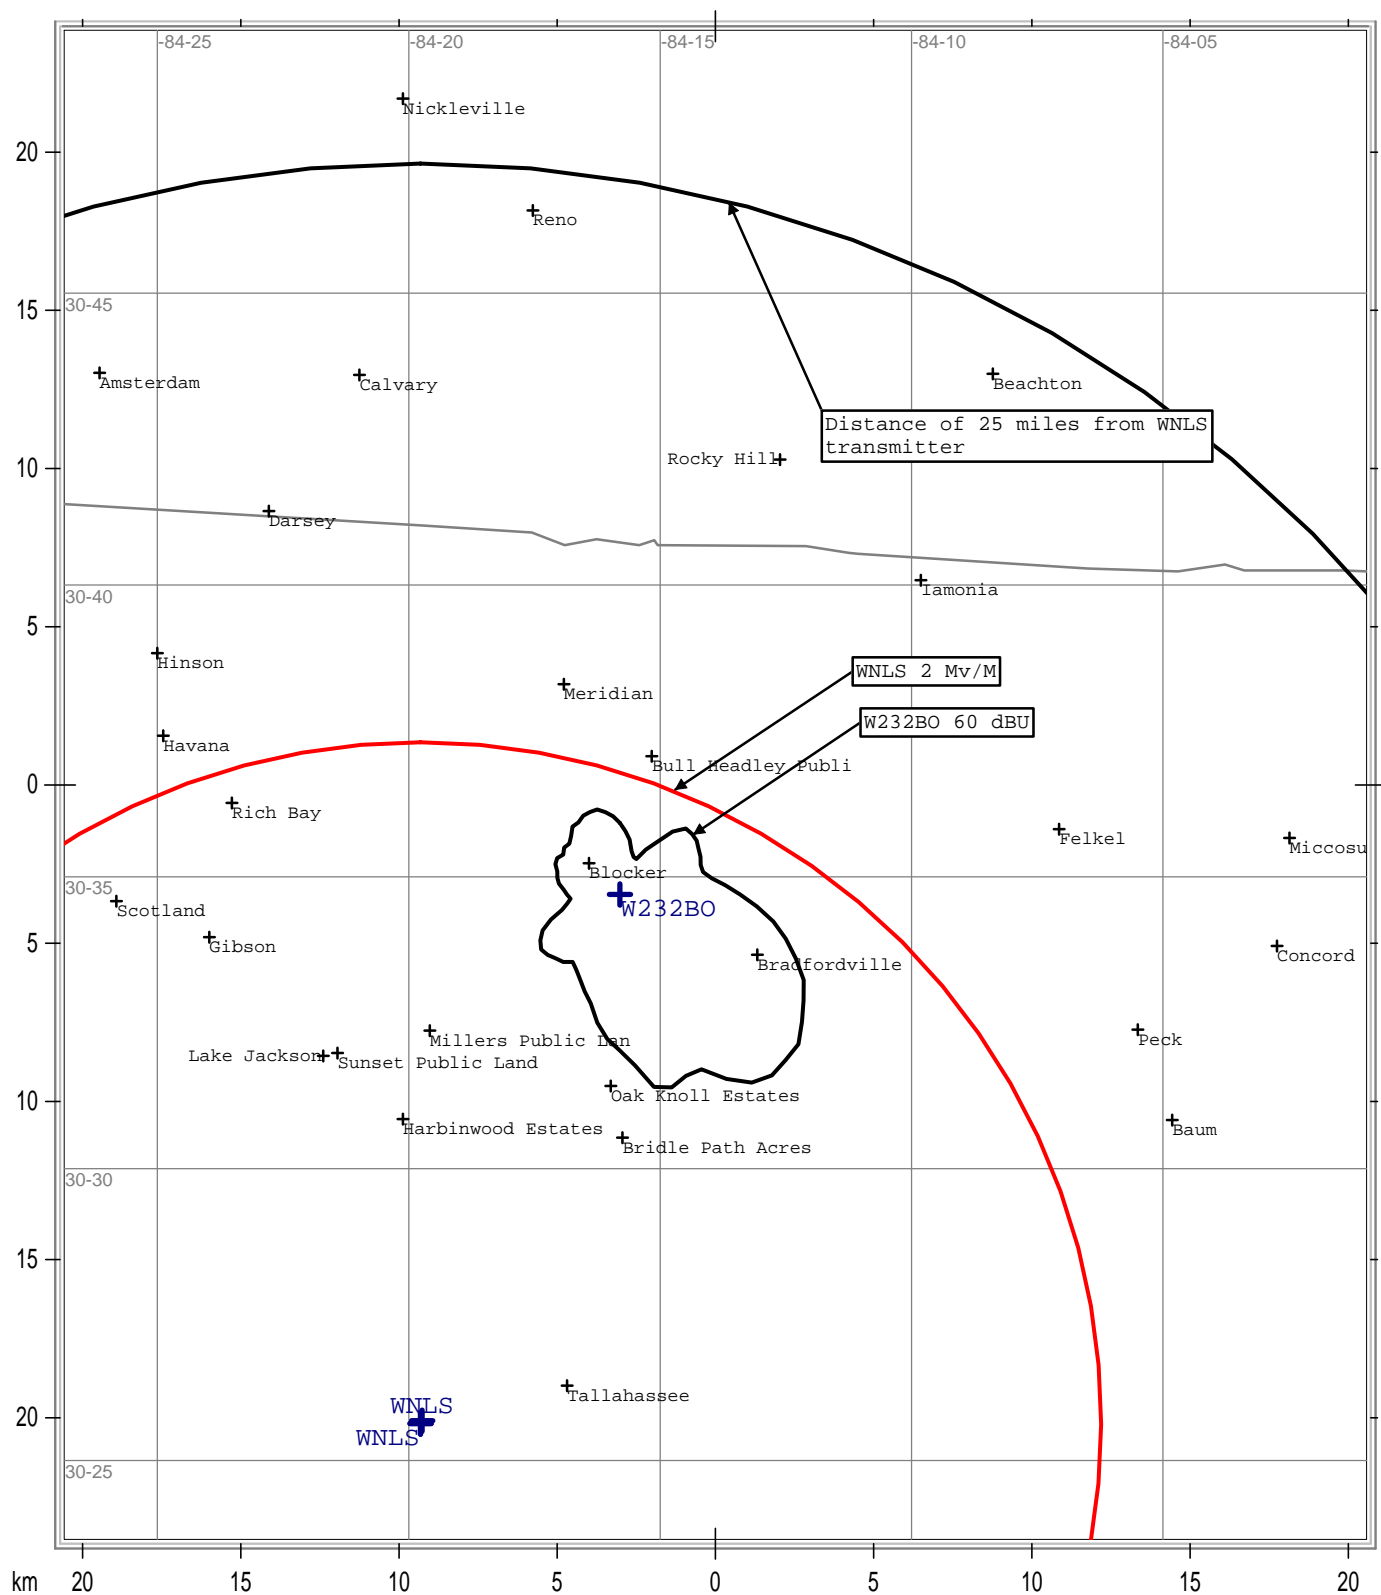 -84-25 -84-20 -84-15 -84-10 -84-05
Nickleville
20
Reno
30-45
15
Amsterdam
Calvary
Beachton
Distance of 25 miles from WNLS
transmitter
Rocky Hill
10
Darsey
Iamonia
30-40
5
Hinson
WNLS 2 Mv/M
Meridian
W232BO 60 dBU
Havana
Bull Headley Publi
0
Rich Bay
Felkel
Miccosu
Blocker
30-35
W232BO
Scotland
Gibson
5
Bradfordville
Concord
Millers Public Lan
Peck
Lake Jackson
Sunset Public Land
Oak Knoll Estates
10
Harbinwood Estates
Baum
Bridle Path Acres
30-30
15
Tallahassee
WNLS
20
WNLS
30-25
km 20 15 10 5 0 5 10 15 20